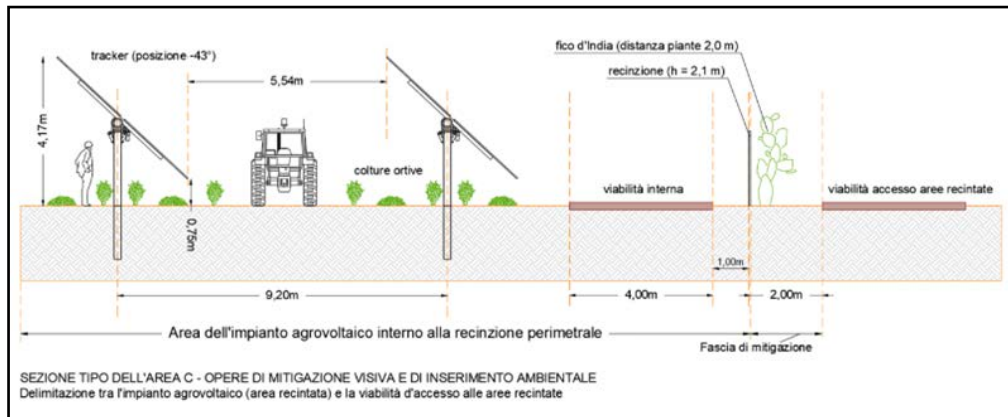 tracker (posizione -43°)
fico d'India (distanza piante 2,0 m)
recinzione (h = 2,1 m)
5,54m
4,17m
colture ortive
viabilità interna
viabilità accesso aree recintate
0,75m
1,00m
9,20m
4,00m
2,00m
Area dell'impianto agrovoltaico interno alla recinzione perimetrale
Fascia di mitigazione
SEZIONE TIPO DELL'AREA C - OPERE DI MITIGAZIONE VISIVA E DI INSERIMENTO AMBIENTALE
Delimitazione tra l'impianto agrovoltaico (area recintata) e la viabilità d'accesso alle aree recintate